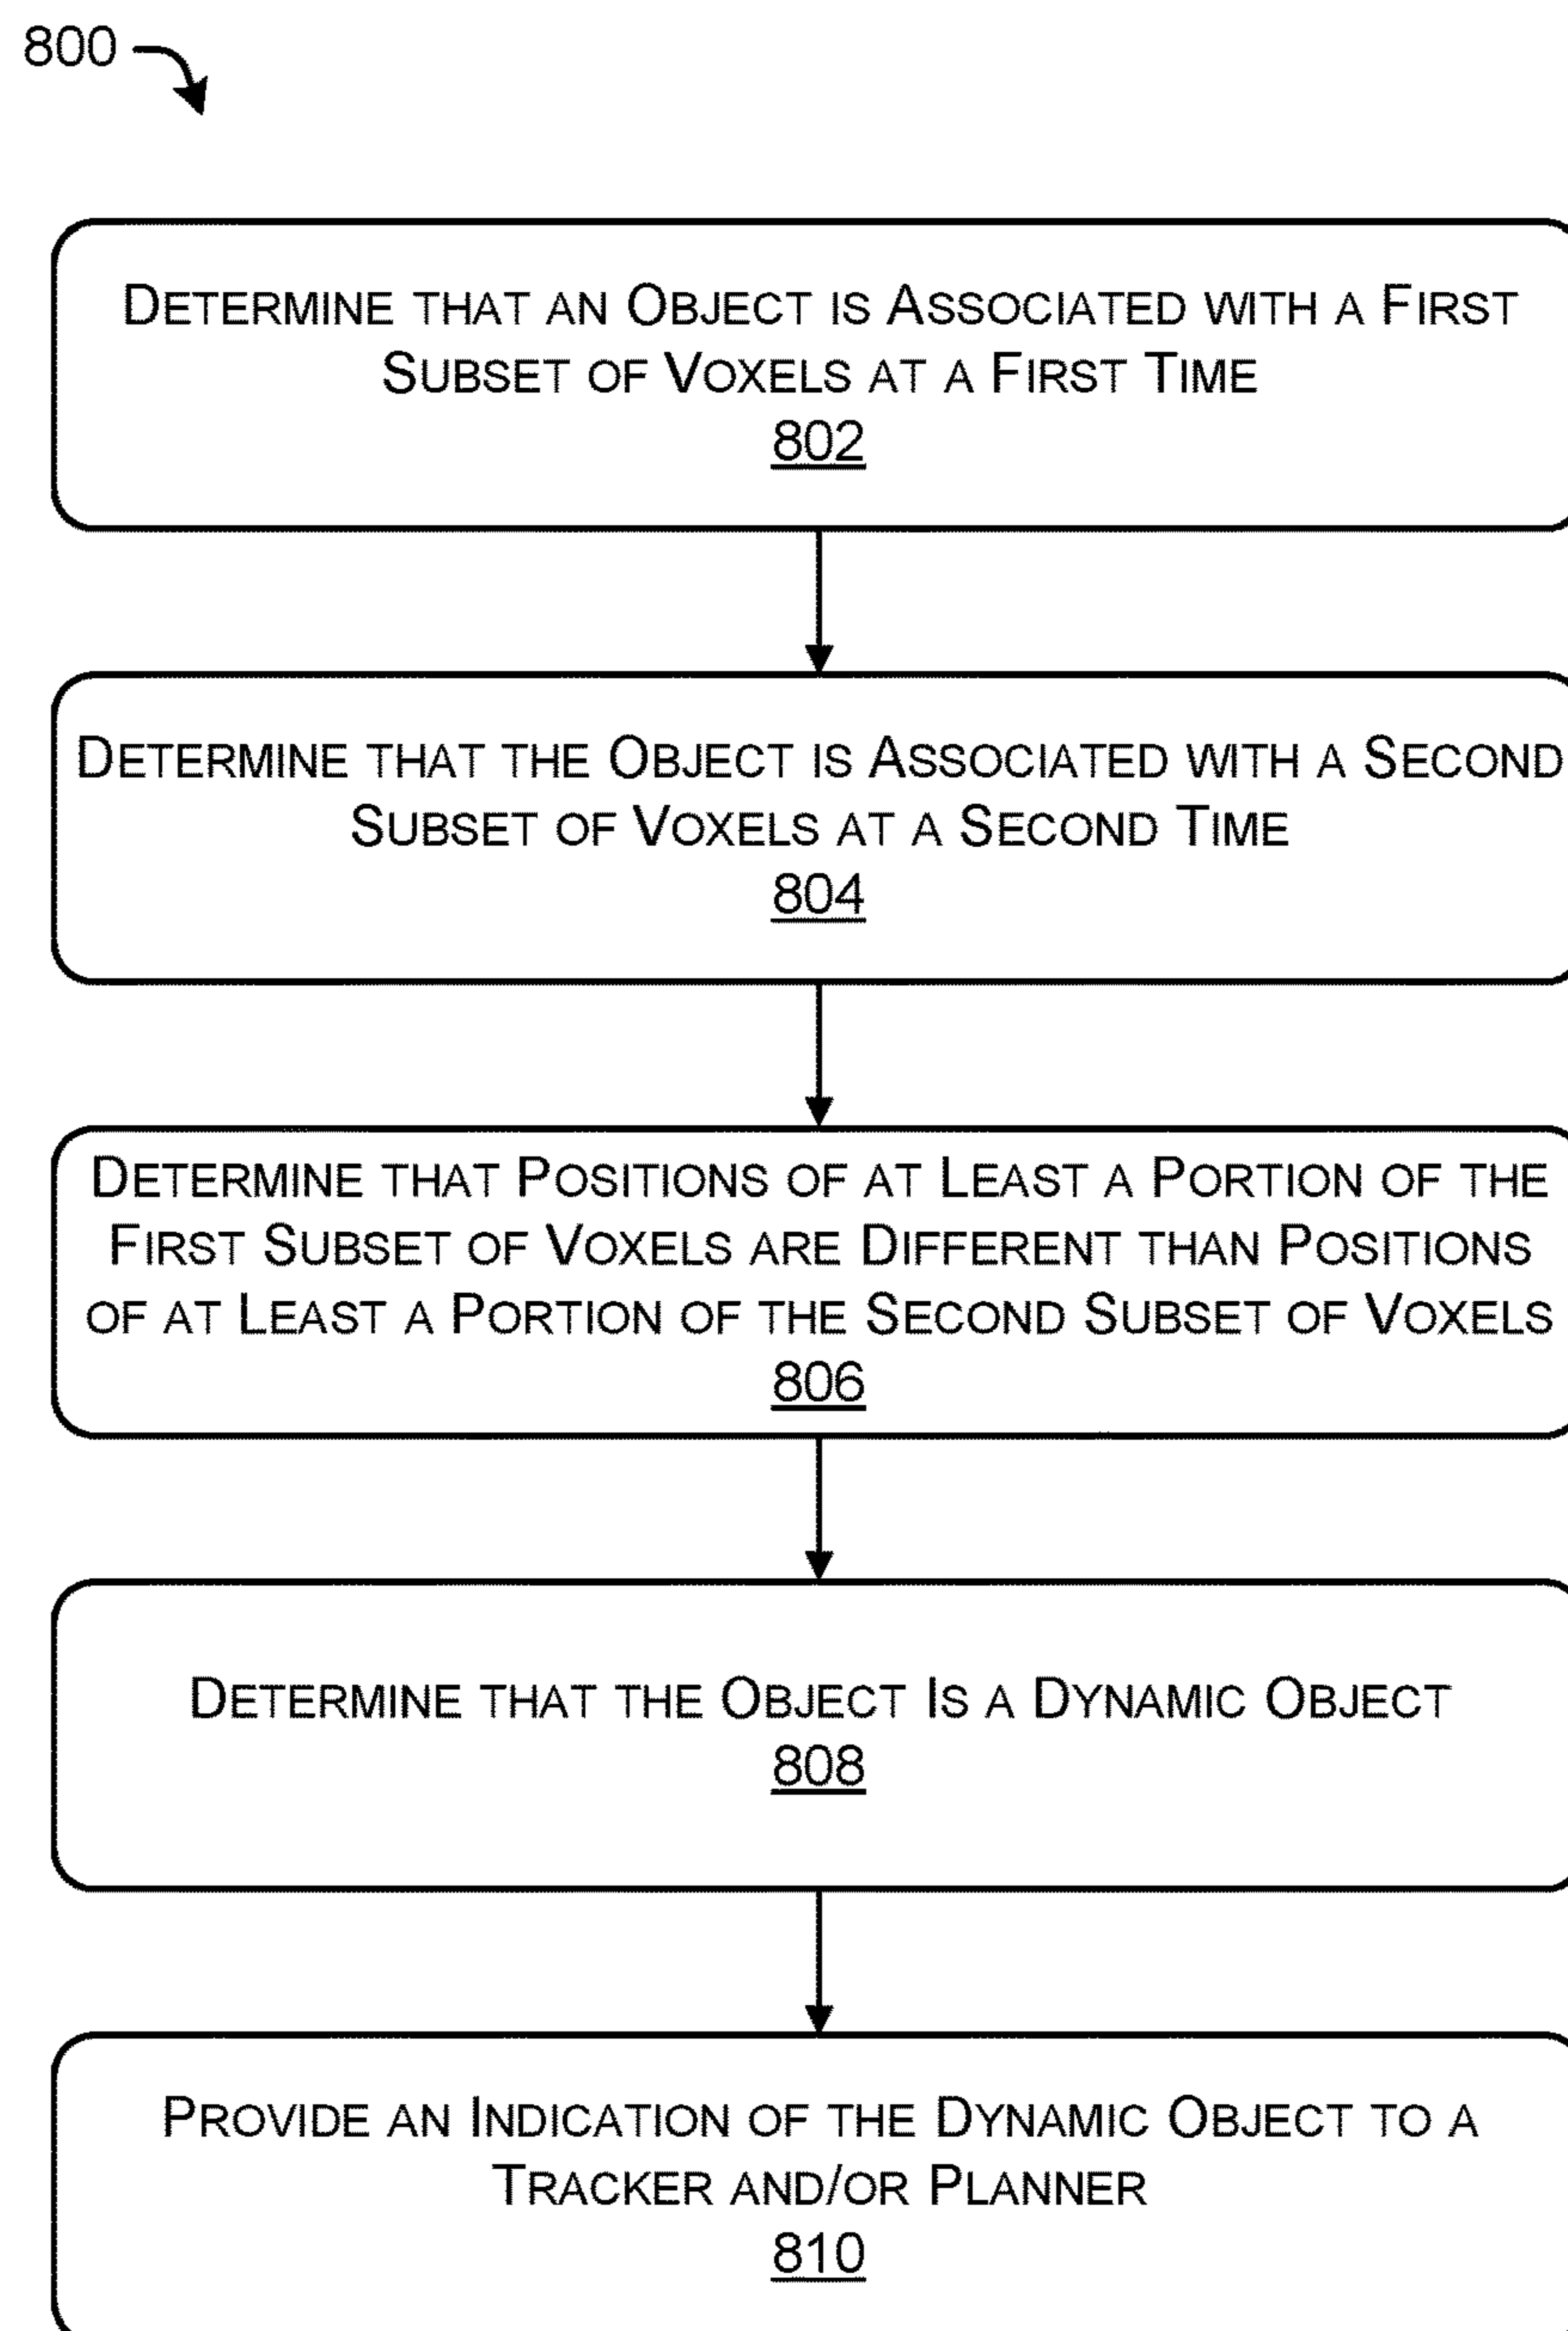 800
DETERMINE THAT AN OBJECT IS ASSOCIATED WITH A FIRST
SUBSET OF VOXELS AT A FIRST TIME
802
DETERMINE THAT THE OBJECT IS ASSOCIATED WITH A SECOND
SUBSET OF VOXELS AT A SECOND TIME
804
DETERMINE THAT POSITIONS OF AT LEAST A PORTION OF THE
FIRST SUBSET OF VOXELS ARE DIFFERENT THAN POSITIONS
OF AT LEAST A PORTION OF THE SECOND SUBSET OF VOXELS
806
DETERMINE THAT THE OBJECT IS A DYNAMIC OBJECT
808
PROVIDE AN INDICATION OF THE DYNAMIC OBJECT TO A
TRACKER AND/OR PLANNER
810